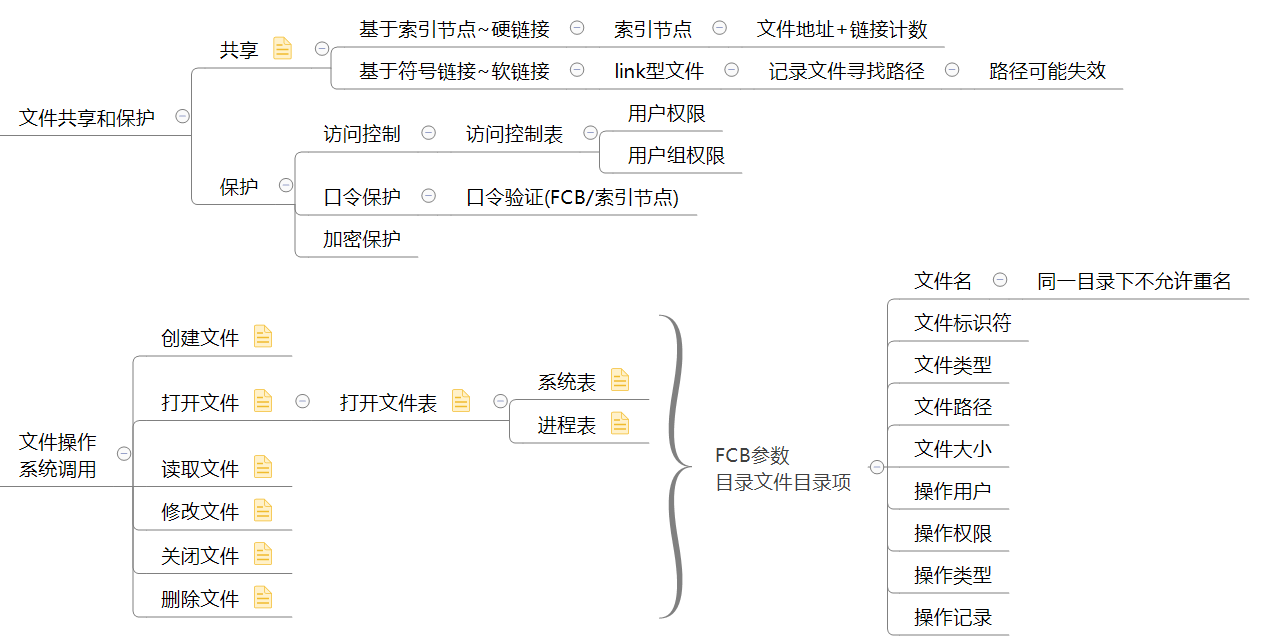 文件共享和保护
共享
基于索引节点~硬链接
索引节点
文件地址+链接计数
基于符号链接~软链接
link型文件
记录文件寻找路径
路径可能失效
保护
访问控制
访问控制表
用户权限
用户组权限
口令保护
口令验证(FCB/索引节点)
加密保护
文件操作
系统调用
创建文件
打开文件
打开文件表
系统表
进程表
读取文件
修改文件
关闭文件
删除文件
FCB参数
目录文件目录项
文件名
同一目录下不允许重名
文件标识符
文件类型
文件路径
文件大小
操作用户
操作权限
操作类型
操作记录